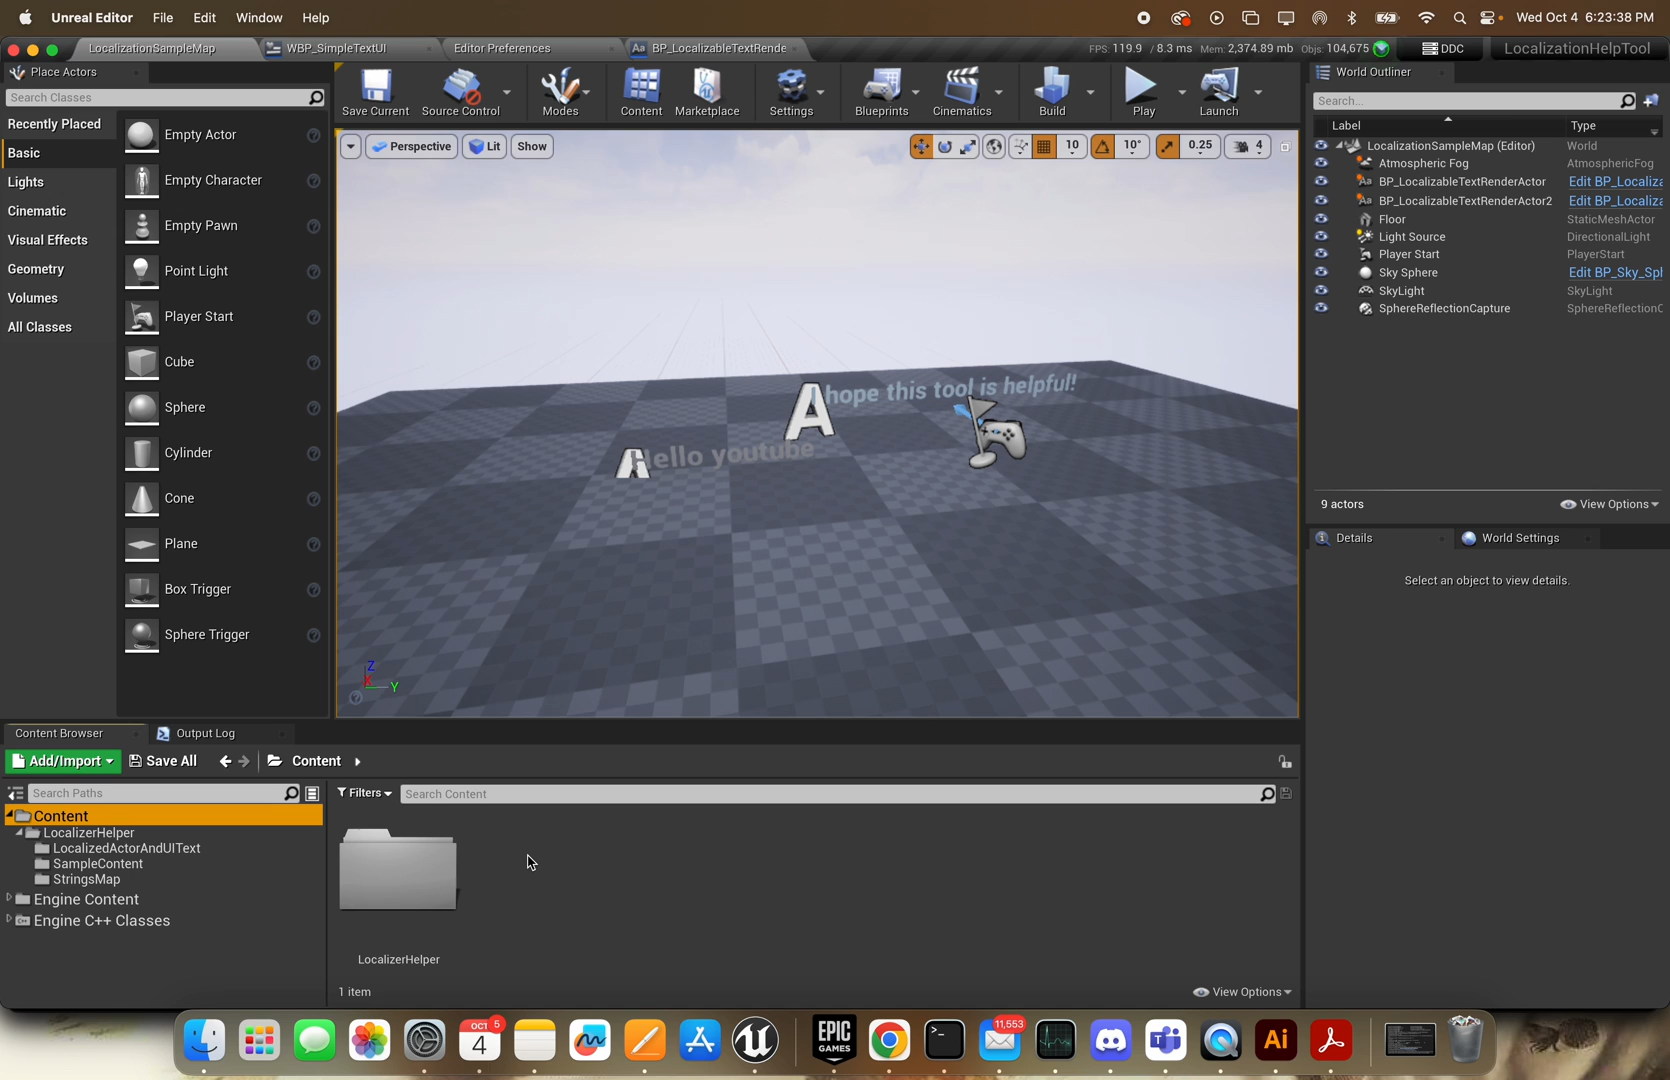 Unreal Editor File Edit Window Help
Wed Oct 4 6:23:38 PM
LocalizationSampleMap
WBP_SimpleTextUI
Editor Preferences
BP_LocalizableTextRende
FPS: 119.9 / 8.3 ms Mem: 2,374.89 mb Objs: 104,675
DDC
LocalizationHelpTool
Place Actors
Search Classes
Recently Placed
Basic
Lights
Cinematic
Visual Effects
Geometry
Volumes
All Classes
Empty Actor
Empty Character
Empty Pawn
Point Light
Player Start
Cube
Sphere
Cylinder
Cone
Plane
Box Trigger
Sphere Trigger
Save Current
Source Control
Modes
Content
Marketplace
Settings
Blueprints
Cinematics
Build
Play
Launch
Perspective
Lit
Show
10
10°
0.25
4
I hope this tool is helpful!
Hello youtube
Z
X
Y
World Outliner
Search...
Label Type
LocalizationSampleMap (Editor) World
Atmospheric Fog AtmosphericFog
BP_LocalizableTextRenderActor Edit BP_Localiza
BP_LocalizableTextRenderActor2 Edit BP_Localiza
Floor StaticMeshActor
Light Source DirectionalLight
Player Start PlayerStart
Sky Sphere Edit BP_Sky_Spl
SkyLight SkyLight
SphereReflectionCapture SphereReflectionC
9 actors
View Options
Details
World Settings
Select an object to view details.
Content Browser
Output Log
Add/Import
Save All
Content
Search Paths
Filters
Search Content
Content
LocalizerHelper
LocalizedActorAndUIText
SampleContent
StringsMap
Engine Content
Engine C++ Classes
LocalizerHelper
1 item
View Options
OCT 5
4
EPIC
GAMES
11,553
Ai